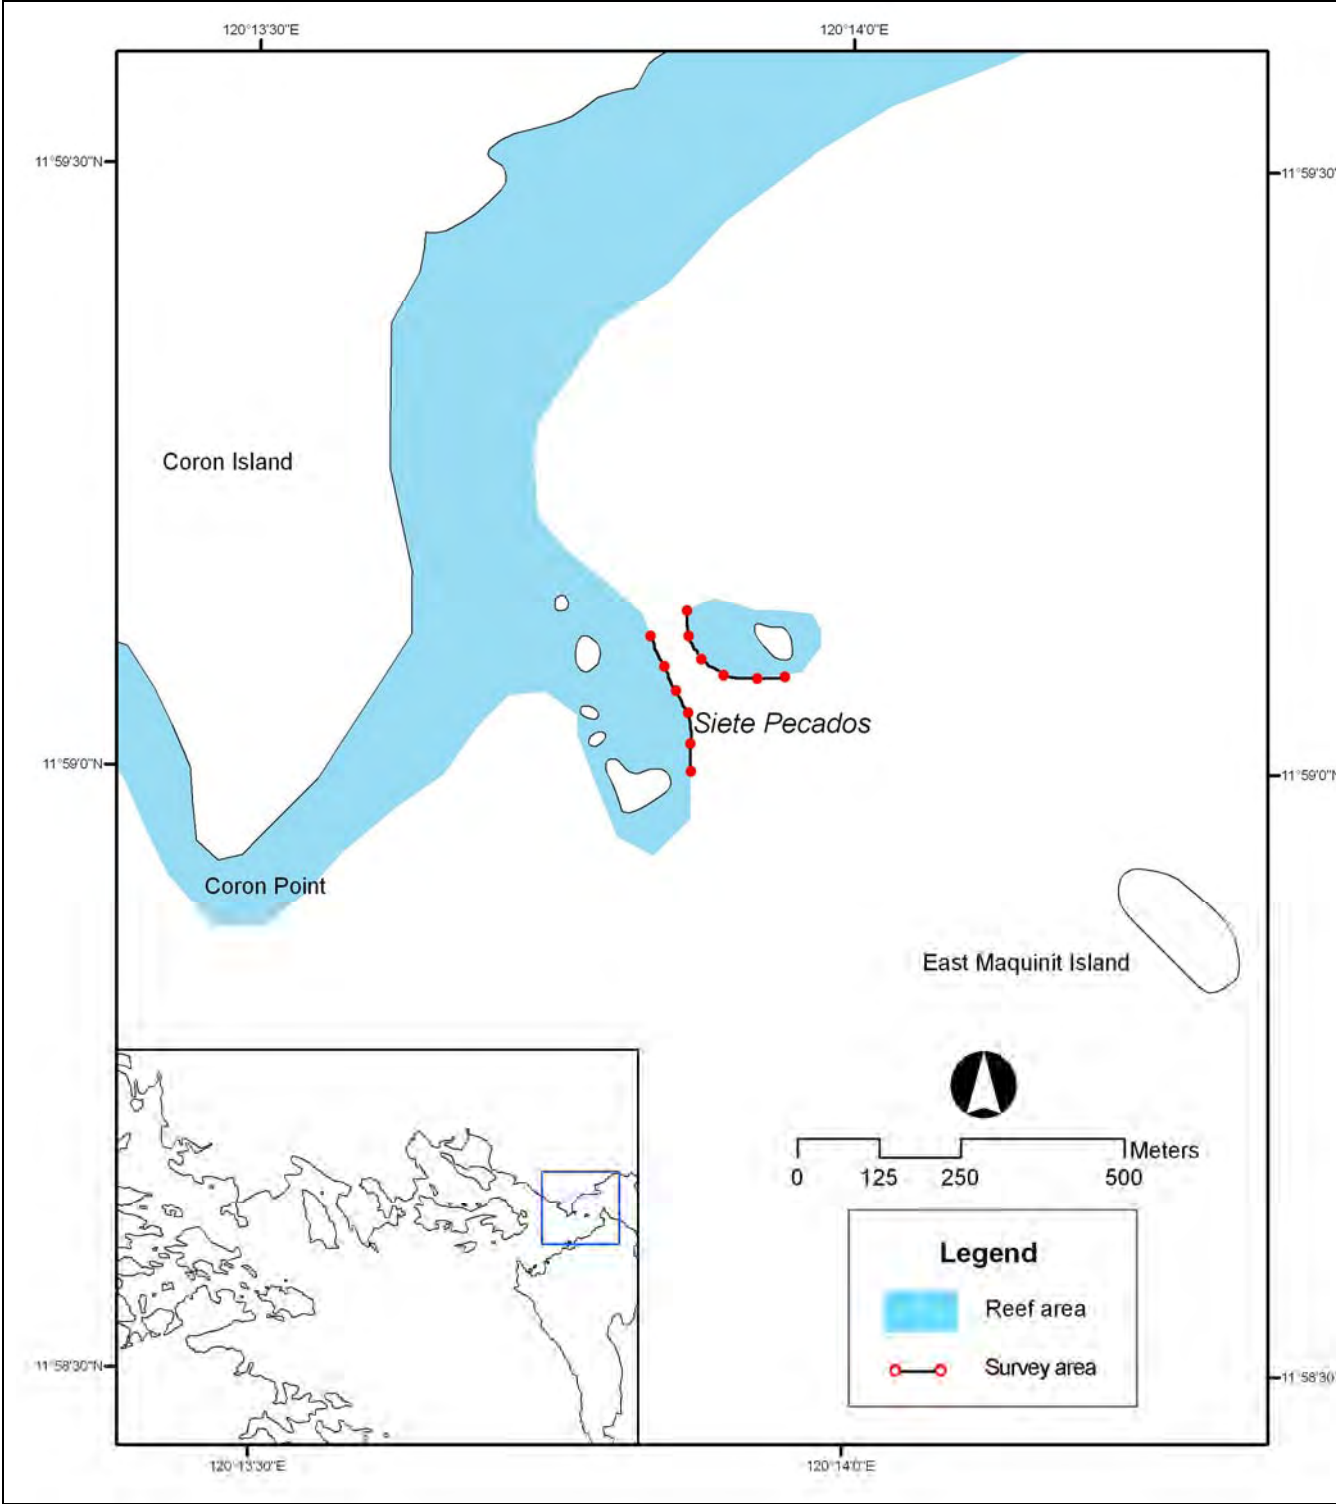 120°13'30"E
120°14'0"E
11°59'30"N
11°59'30"
Coron Island
Siete Pecados
11°59'0"N
11°59'0"N
Coron Point
East Maquinit Island
Meters
0 125 250 500
Legend
Reef area
Survey area
11°58'30"N
11°58'30"
120°13'30"E
120°14'0"E